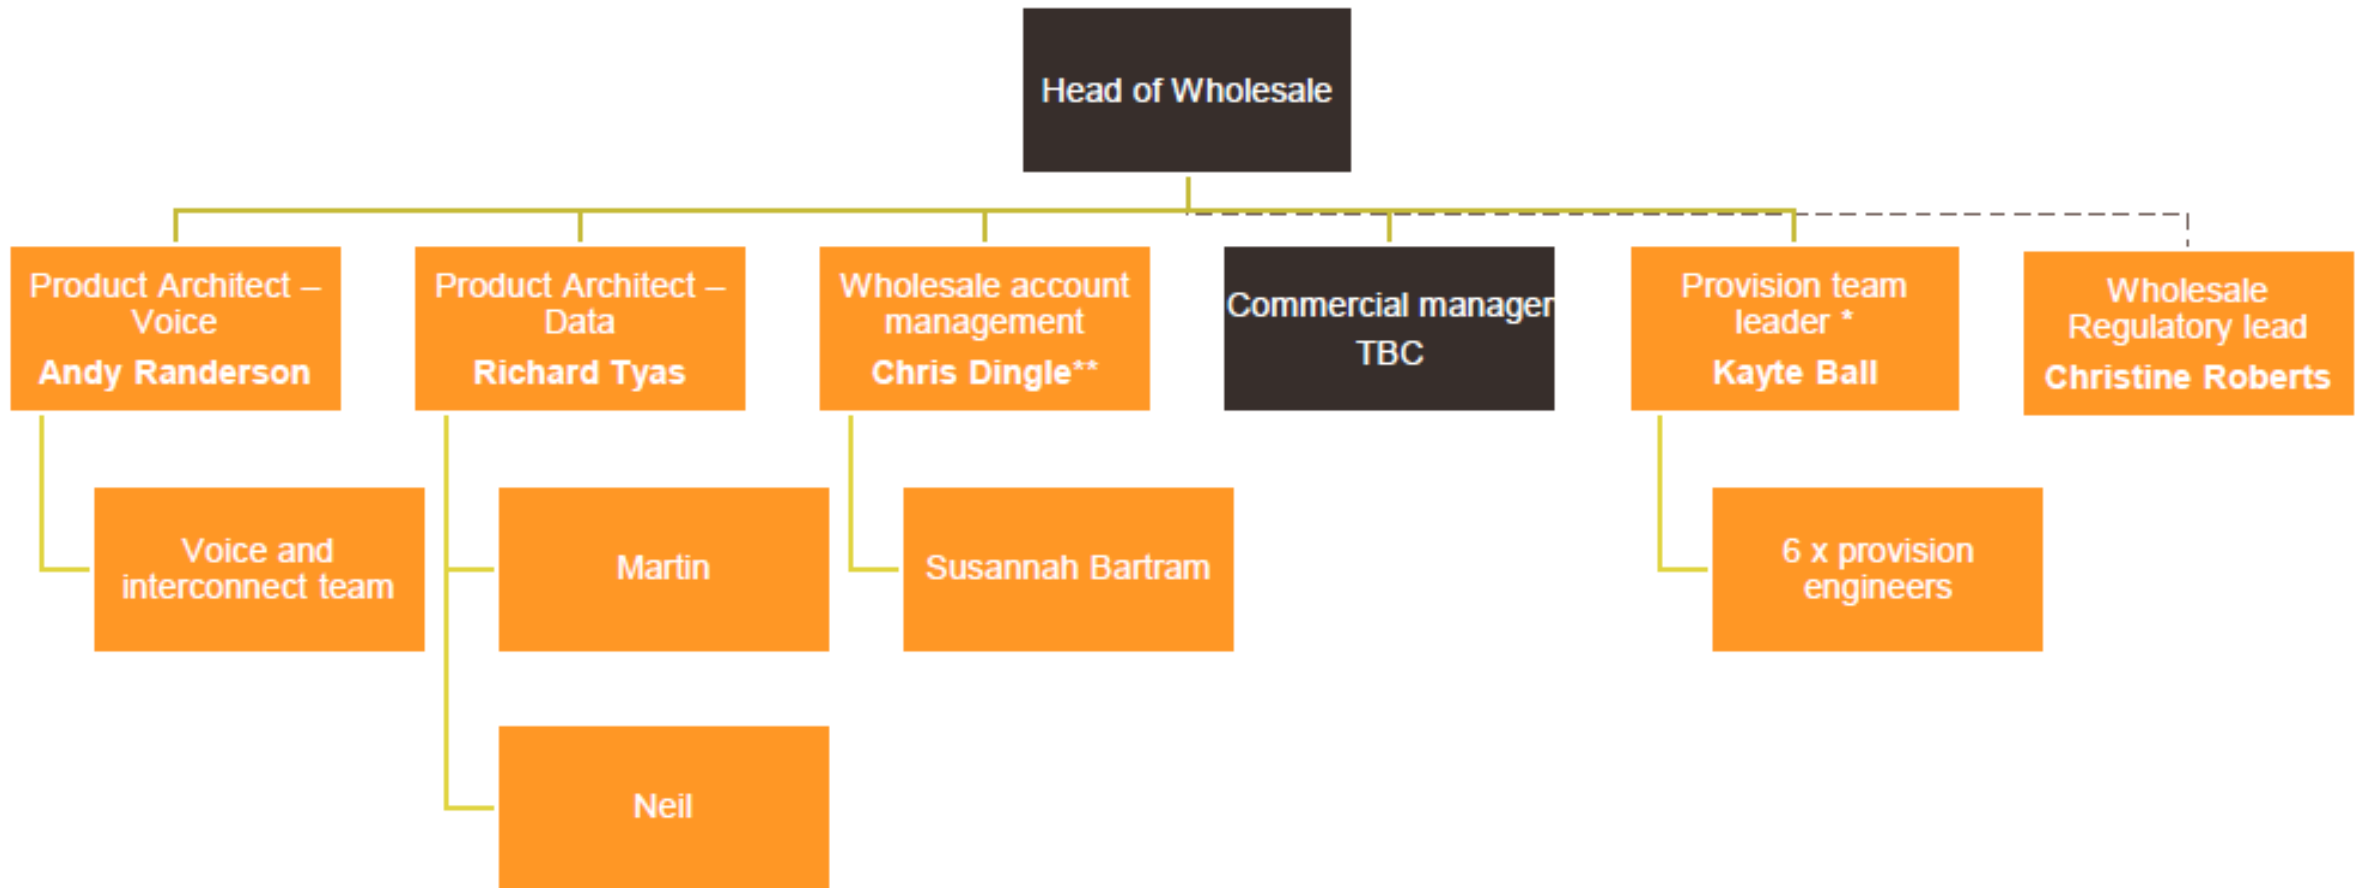 Head of Wholesale
Product Architect –
Voice
Andy Randerson
Product Architect –
Data
Richard Tyas
Wholesale account
management
Chris Dingle**
Commercial manager
TBC
Provision team
leader *
Kayte Ball
Wholesale
Regulatory lead
Christine Roberts
Voice and
interconnect team
Martin
Susannah Bartram
6 x provision
engineers
Neil